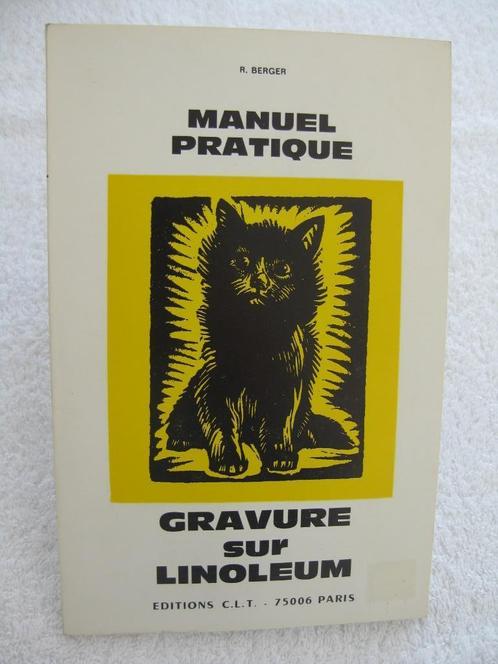 R. BERGER
MANUEL
PRATIQUE
GRAVURE
sur
LINOLEUM
EDITIONS C.L.T. - 75006 PARIS